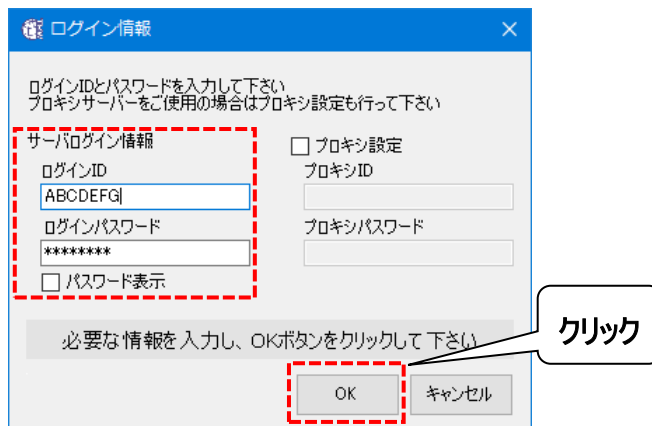 ログイン情報
ログインIDとパスワードを入力して下さい
プロキシサーバーをご使用の場合はプロキシ設定も行って下さい
サーバログイン情報
ログインID
ABCDEFG
ログインパスワード
********
パスワード表示
プロキシ設定
プロキシID
プロキシパスワード
必要な情報を入力し、OKボタンをクリックして下さい
クリック
OK
キャンセル